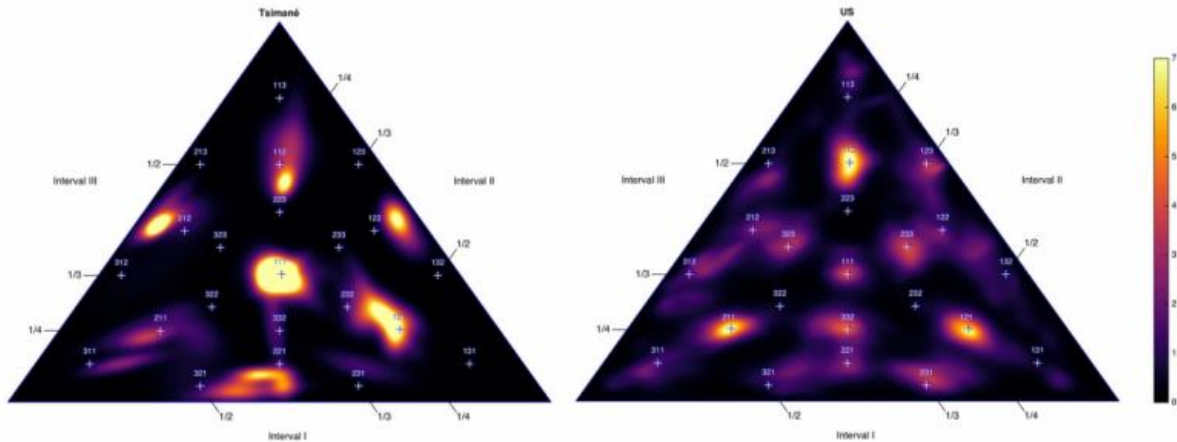 Tsimané
1/4
113
1/3
213 112 123
1/2
Interval III Interval II
223
212 122
323 233
1/2
1/3 312 111 132
322 232
1/4 211 332 121
311 221 131
321 231
1/2 1/3 1/4
Interval I
US
1/4
113
1/3
213 112 123
1/2
Interval III Interval II
223
212 122
323 233
1/2
1/3 312 111 132
322 232
1/4 211 332 121
311 221 131
321 231
1/2 1/3 1/4
Interval I
7
6
5
4
3
2
1
0